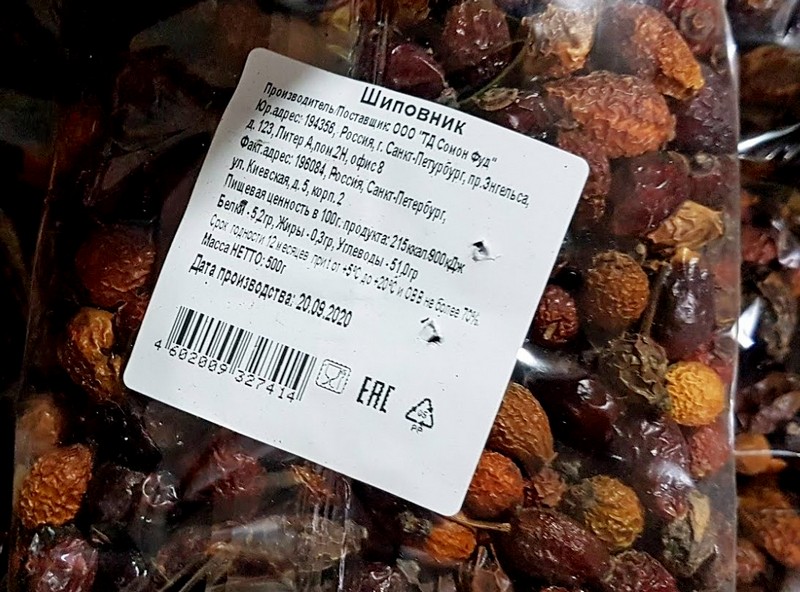 Шиповник
Производитель/Поставщик: ООО "ТД Сомон Фуд"
Юр.адрес: 194358, Россия, г. Санкт-Петурбург, пр.Энгельса,
д. 123, Литер А,пом.2Н, офис 8
Факт.адрес: 196084, Россия, Санкт-Петербург,
ул. Киевская, д. 5, корп. 2
Пищевая ценность в 100г. продукта: 215ккал.900кДж
Белки - 5,2гр, Жиры - 0,3гр, Углеводы - 51,0гр
Срок годности 12 месяцев при t от +5°C до +20°C и ОВВ не более 70%.
Масса НЕТТО: 500г
Дата производства: 20.09.2020
4 602009 327414
EAC
05
PP